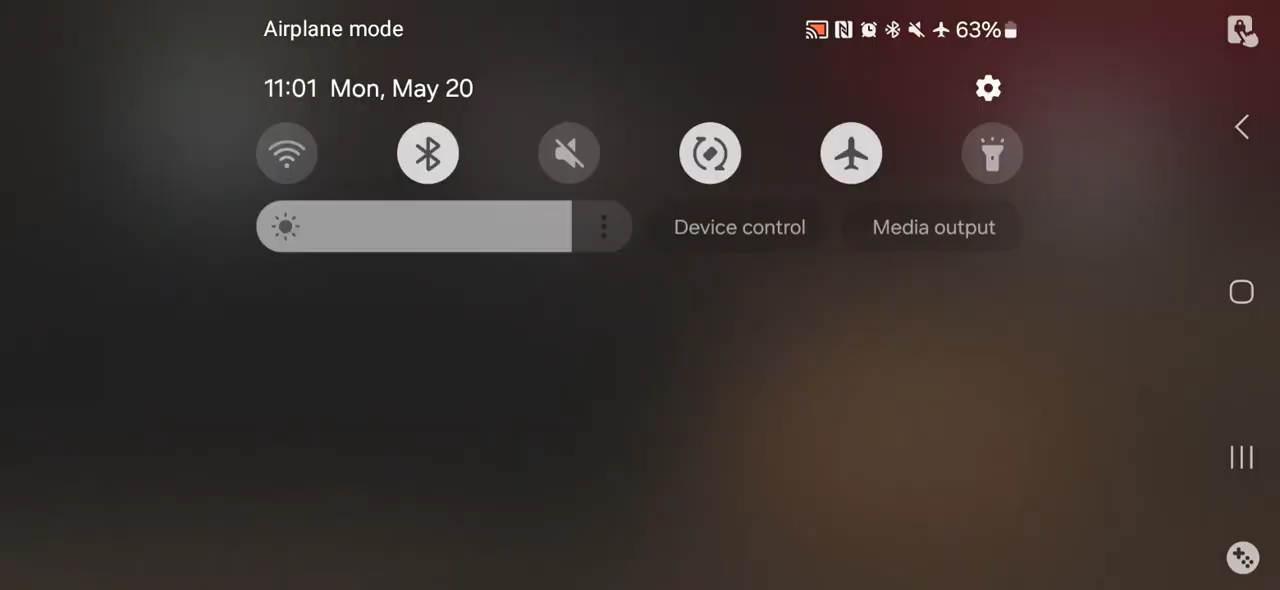 Airplane mode
63%
11:01 Mon, May 20
Device control
Media output